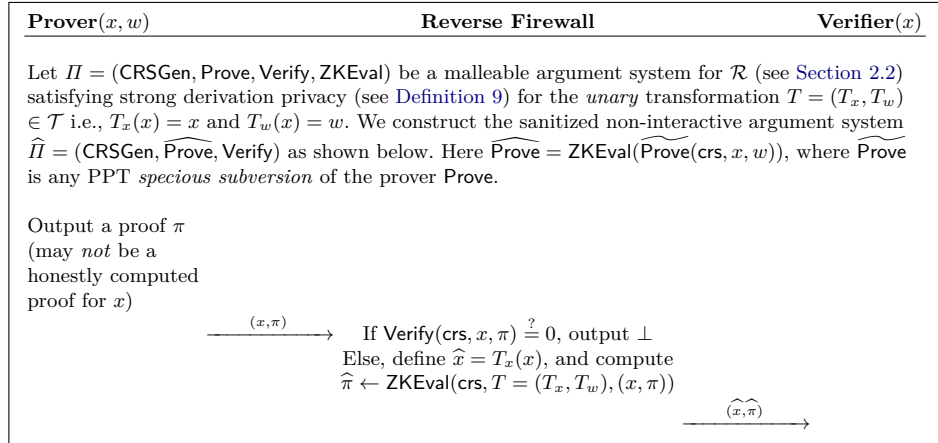 Prover(x, w) Reverse Firewall Verifier(x)
Let Π = (CRSGen, Prove, Verify, ZKEval) be a malleable argument system for ℛ (see Section 2.2)
satisfying strong derivation privacy (see Definition 9) for the unary transformation T = (Tₓ, T_w)
∈ 𝒯 i.e., Tₓ(x) = x and T_w(x) = w. We construct the sanitized non-interactive argument system
Π̂ = (CRSGen, P͡rove, Verify) as shown below. Here P͡rove = ZKEval(P̃rove(crs, x, w)), where P̃rove
is any PPT specious subversion of the prover Prove.
Output a proof π
(may not be a
honestly computed
proof for x)
(x,π)
If Verify(crs, x, π) ≟ 0, output ⊥
Else, define x̂ = Tₓ(x), and compute
π̂ ← ZKEval(crs, T = (Tₓ, T_w), (x, π))
(x̂,π̂)